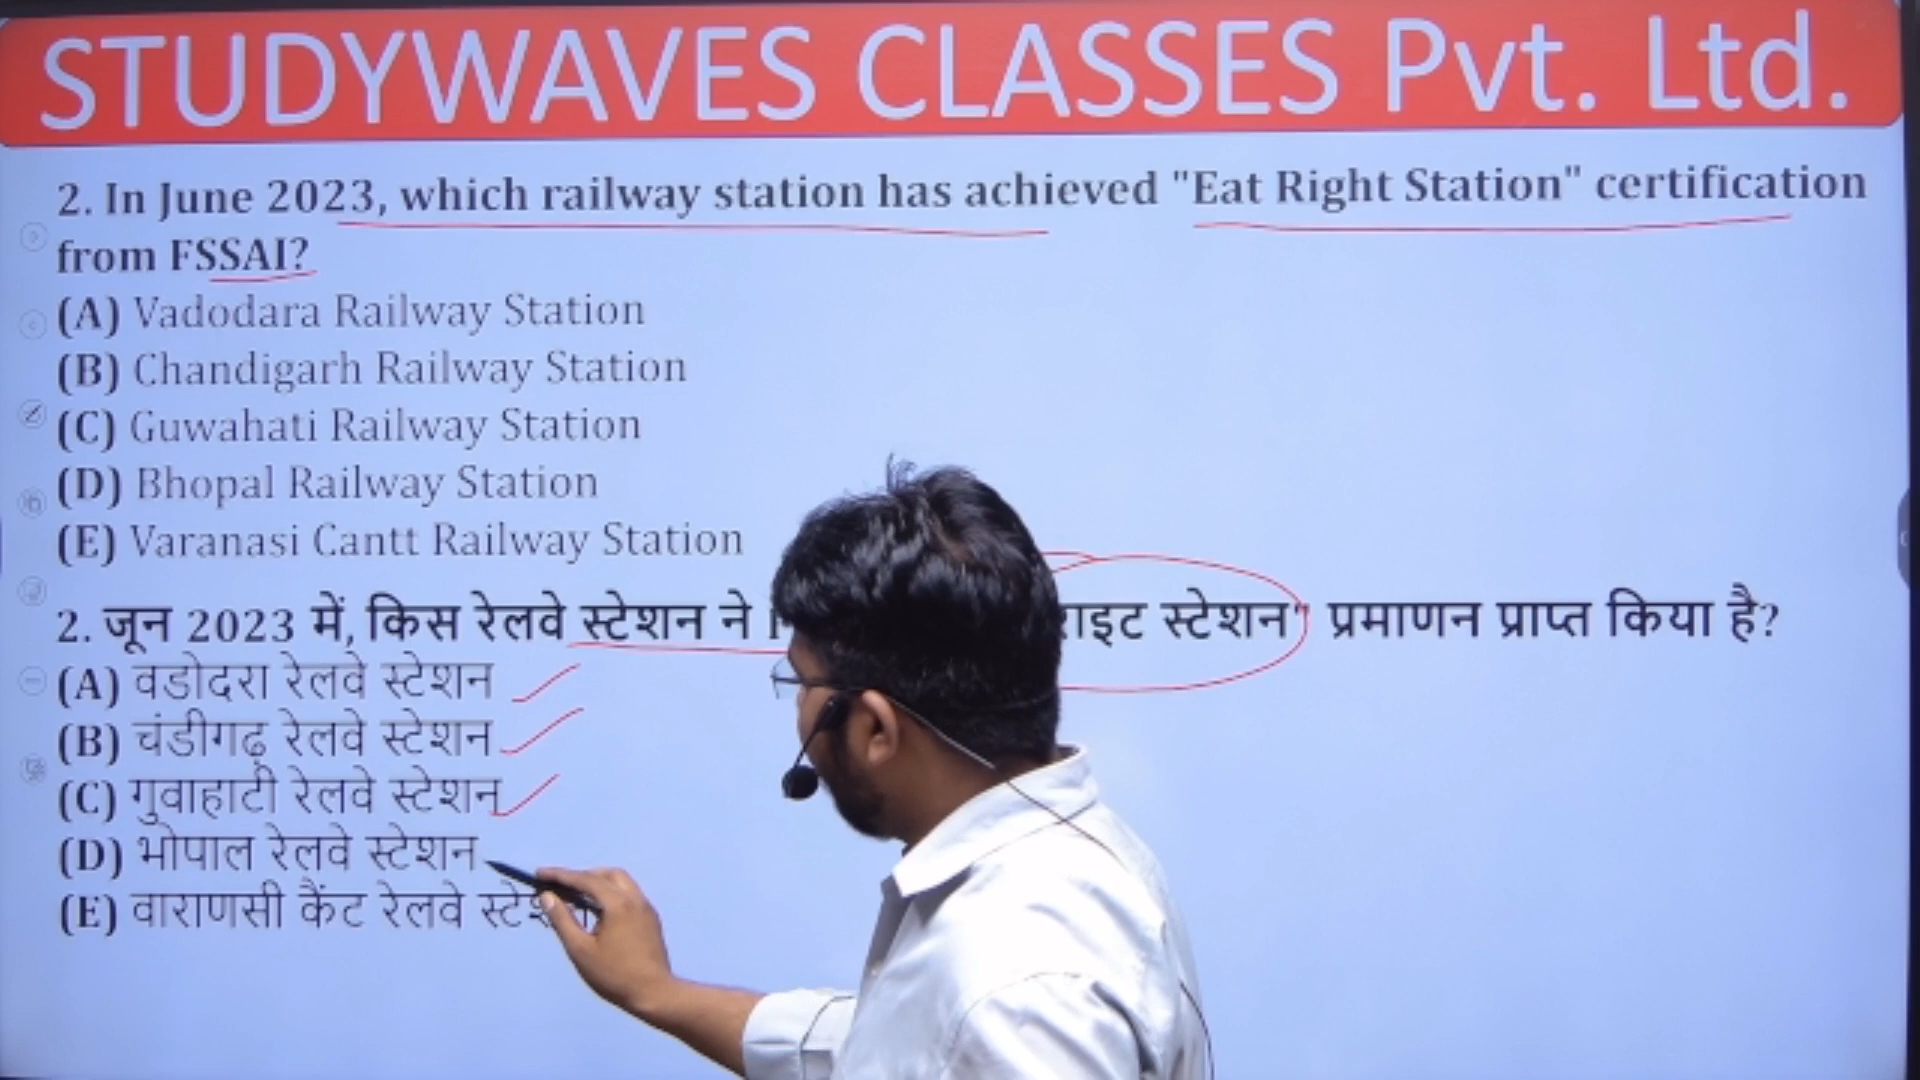 STUDYWAVES CLASSES Pvt. Ltd.
2. In June 2023, which railway station has achieved "Eat Right Station" certification
from FSSAI?
(A) Vadodara Railway Station
(B) Chandigarh Railway Station
(C) Guwahati Railway Station
(D) Bhopal Railway Station
(E) Varanasi Cantt Railway Station
2. जून 2023 में, किस रेलवे स्टेशन ने राइट स्टेशन" प्रमाणन प्राप्त किया है?
(A) वडोदरा रेलवे स्टेशन
(B) चंडीगढ़ रेलवे स्टेशन
(C) गुवाहाटी रेलवे स्टेशन
(D) भोपाल रेलवे स्टेशन
(E) वाराणसी कैंट रेलवे स्टेशन